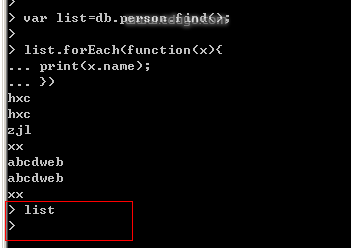 >
> var list=db.person.find();
>
> list.forEach(function(x){
... print(x.name);
... })
hxc
hxc
zjl
xx
abcdweb
abcdweb
xx
> list
>